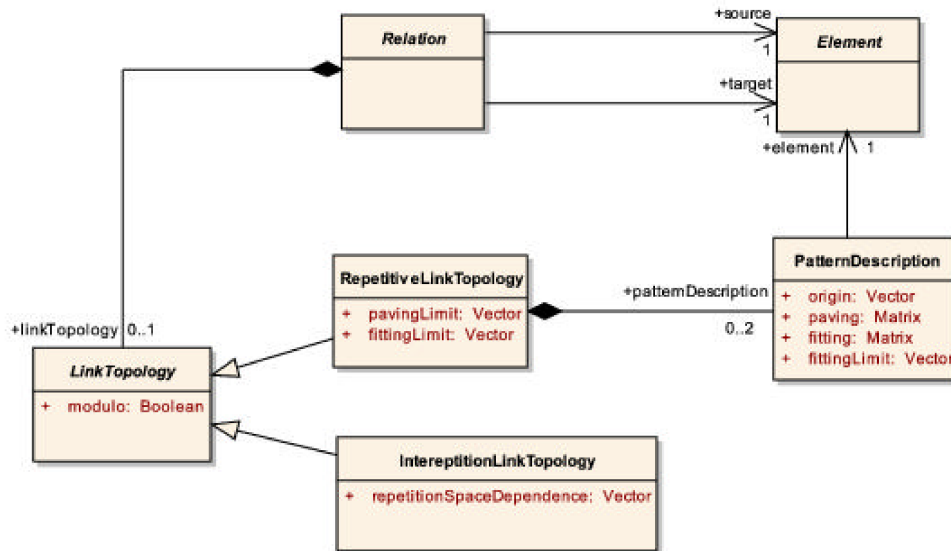 +source
Relation
Element
1
+target
1
+element 1
PatternDescription
RepetitiveLinkTopology
+patternDescription
+ origin: Vector
+ pavingLimit: Vector
+ paving: Matrix
+linkTopology 0..1
+ fittingLimit: Vector
0..2
+ fitting: Matrix
+ fittingLimit: Vector
LinkTopology
+ modulo: Boolean
IntereptitionLinkTopology
+ repetitionSpaceDependence: Vector